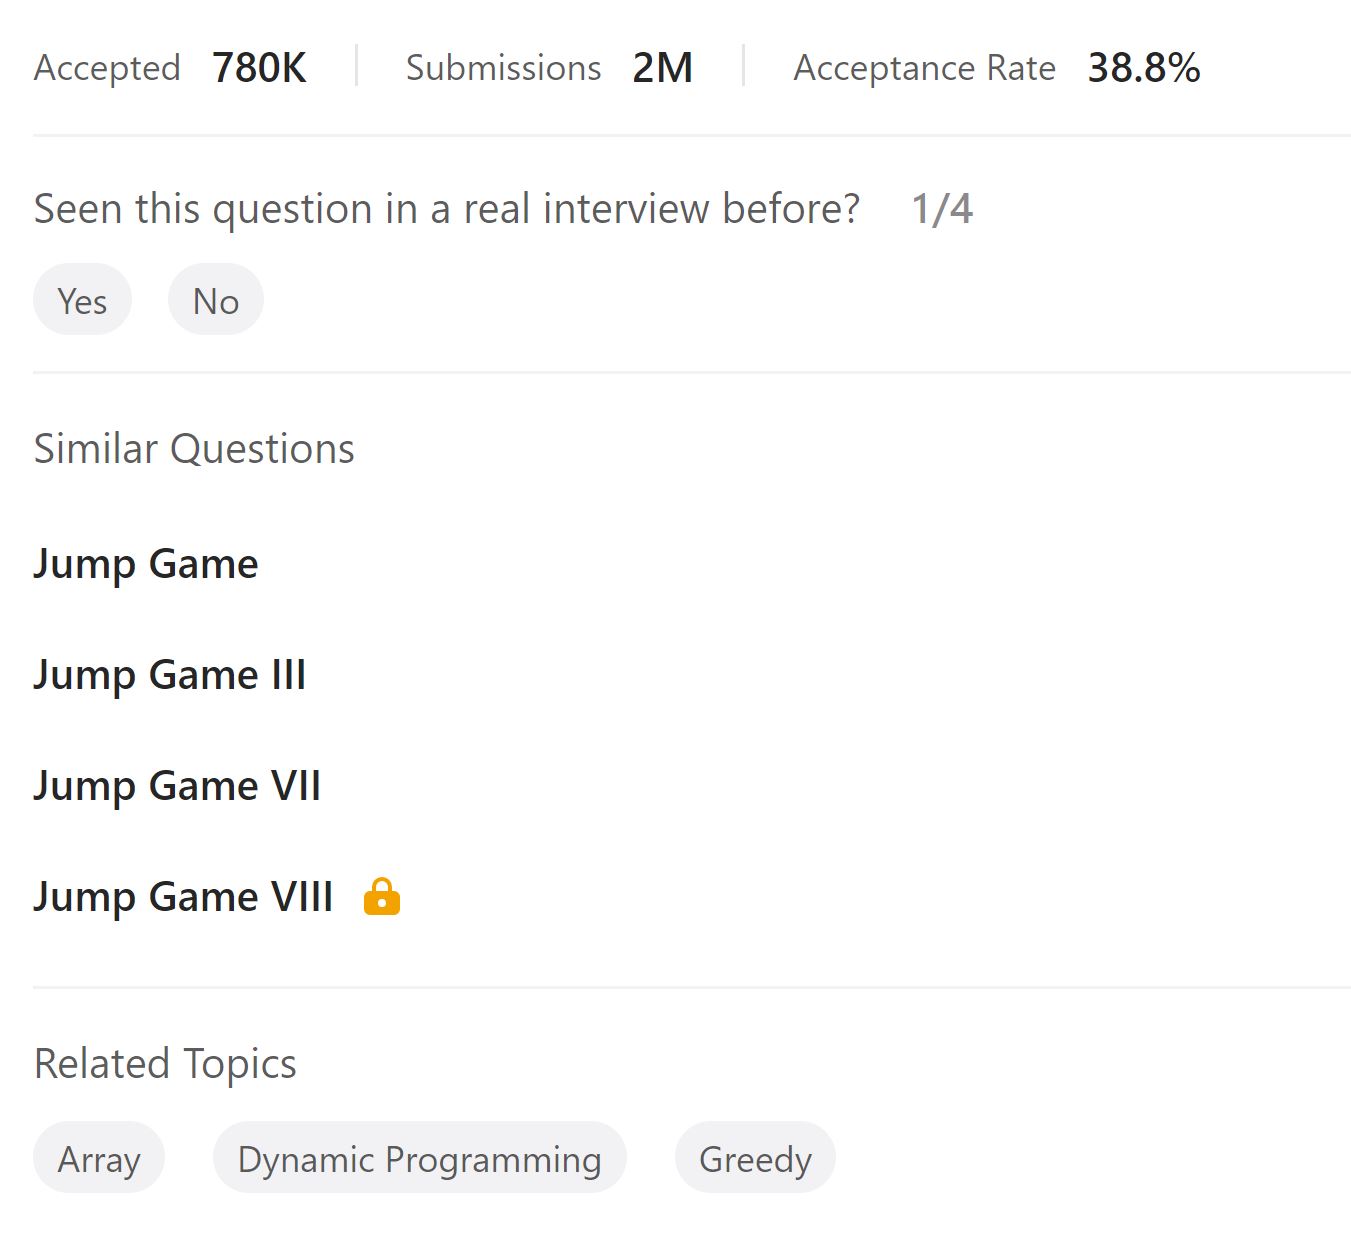 Accepted 780K Submissions 2M Acceptance Rate 38.8%
Seen this question in a real interview before? 1/4
Yes No
Similar Questions
Jump Game
Jump Game III
Jump Game VII
Jump Game VIII
Related Topics
Array Dynamic Programming Greedy